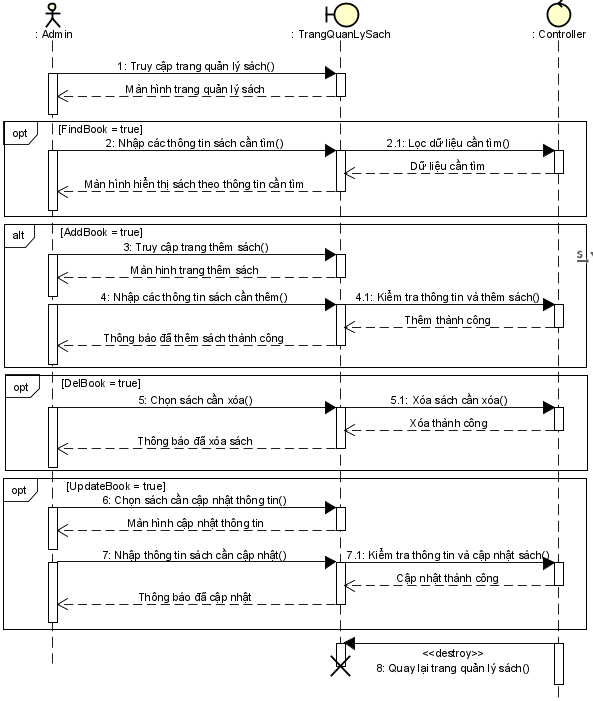 : Admin
: TrangQuanLySach
: Controller
1: Truy cập trang quản lý sách()
Màn hình trang quản lý sách
opt
[FindBook = true]
2: Nhập các thông tin sách cần tìm()
2.1: Lọc dữ liệu cần tìm()
Dữ liệu cần tìm
Màn hình hiển thị sách theo thông tin cần tìm
alt
[AddBook = true]
3: Truy cập trang thêm sách()
Màn hình trang thêm sách
4: Nhập các thông tin sách cần thêm()
4.1: Kiểm tra thông tin và thêm sách()
Thêm thành công
Thông báo đã thêm sách thành công
opt
[DelBook = true]
5: Chọn sách cần xóa()
5.1: Xóa sách cần xóa()
Xóa thành công
Thông báo đã xóa sách
opt
[UpdateBook = true]
6: Chọn sách cần cập nhật thông tin()
Màn hình cập nhật thông tin
7: Nhập thông tin sách cần cập nhật()
7.1: Kiểm tra thông tin và cập nhật sách()
Cập nhật thành công
Thông báo đã cập nhật
<<destroy>>
8: Quay lại trang quản lý sách()